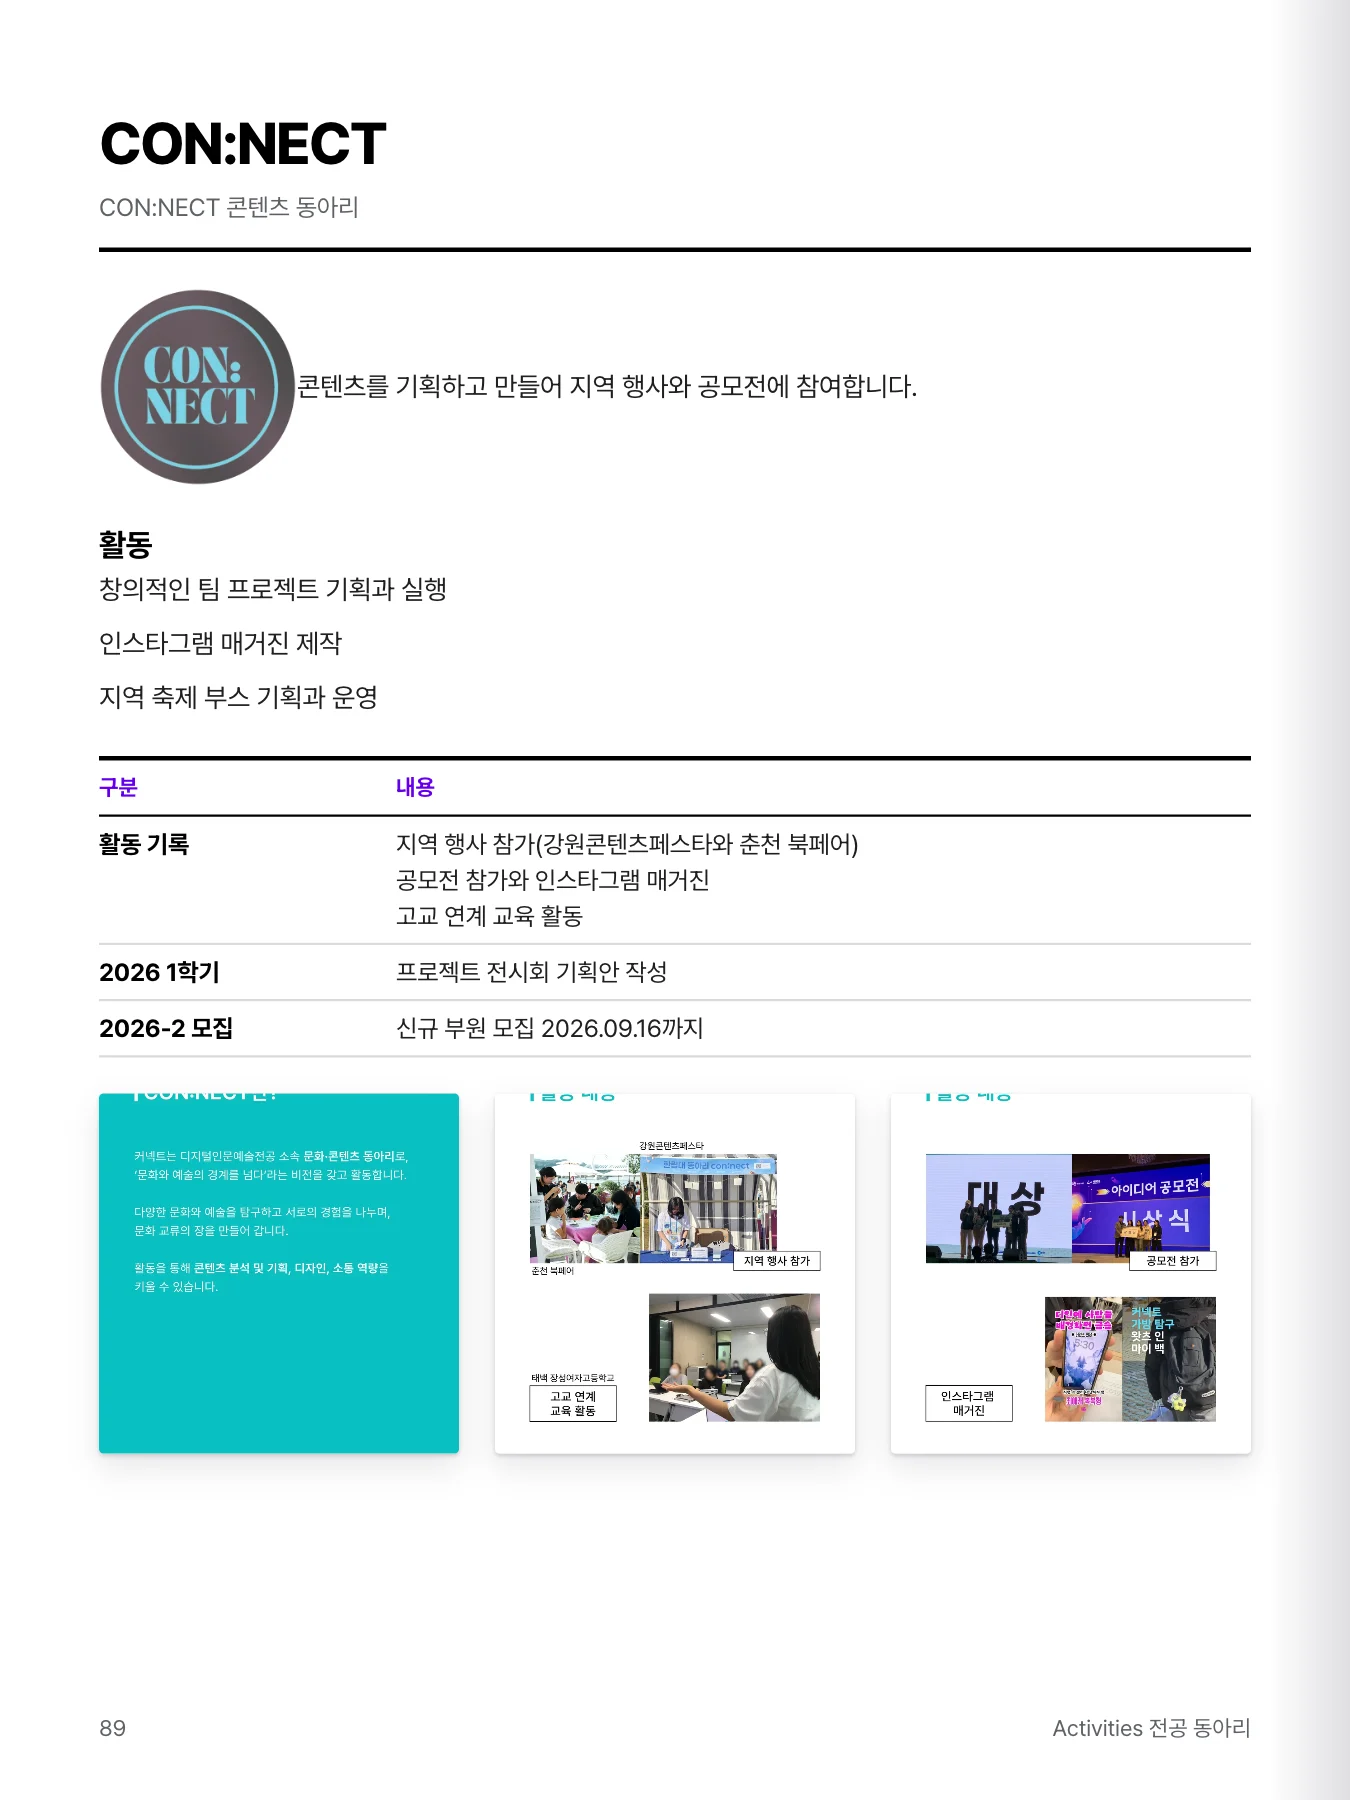 CON:NECT
CON:NECT 콘텐츠 동아리
CON:
NECT
콘텐츠를 기획하고 만들어 지역 행사와 공모전에 참여합니다.
활동
창의적인 팀 프로젝트 기획과 실행
인스타그램 매거진 제작
지역 축제 부스 기획과 운영
구분 내용
활동 기록 지역 행사 참가(강원콘텐츠페스타와 춘천 북페어)
공모전 참가와 인스타그램 매거진
고교 연계 교육 활동
2026 1학기 프로젝트 전시회 기획안 작성
2026-2 모집 신규 부원 모집 2026.09.16까지
커넥트는 디지털인문예술전공 소속 문화·콘텐츠 동아리로,
‘문화와 예술의 경계를 넘다’라는 비전을 갖고 활동합니다.
다양한 문화와 예술을 탐구하고 서로의 경험을 나누며,
문화 교류의 장을 만들어 갑니다.
활동을 통해 콘텐츠 분석 및 기획, 디자인, 소통 역량을
키울 수 있습니다.
강원콘텐츠페스타
지역 행사 참가
춘천 북페어
태백 장성여자고등학교
고교 연계
교육 활동
대상
아이디어 공모전
시상식
공모전 참가
커넥트
가방 탐구
왓츠 인
마이 백
인스타그램
매거진
89
Activities 전공 동아리